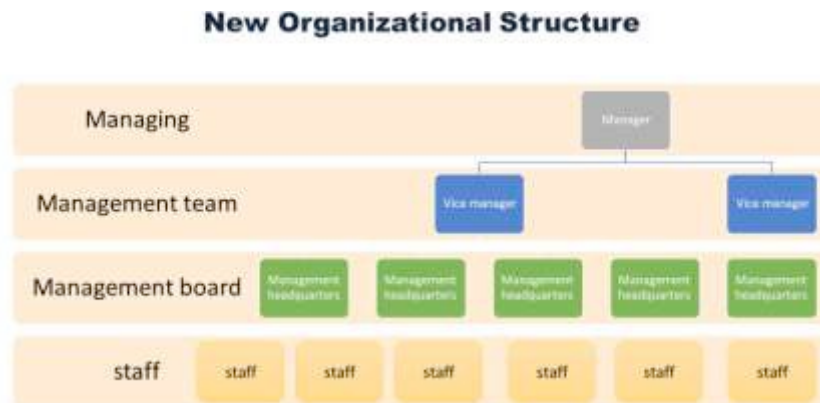 New Organizational Structure
Managing
Manager
Management team
Vice manager
Vice manager
Management board
Management
headquarters
Management
headquarters
Management
headquarters
Management
headquarters
Management
headquarters
staff
staff
staff
staff
staff
staff
staff